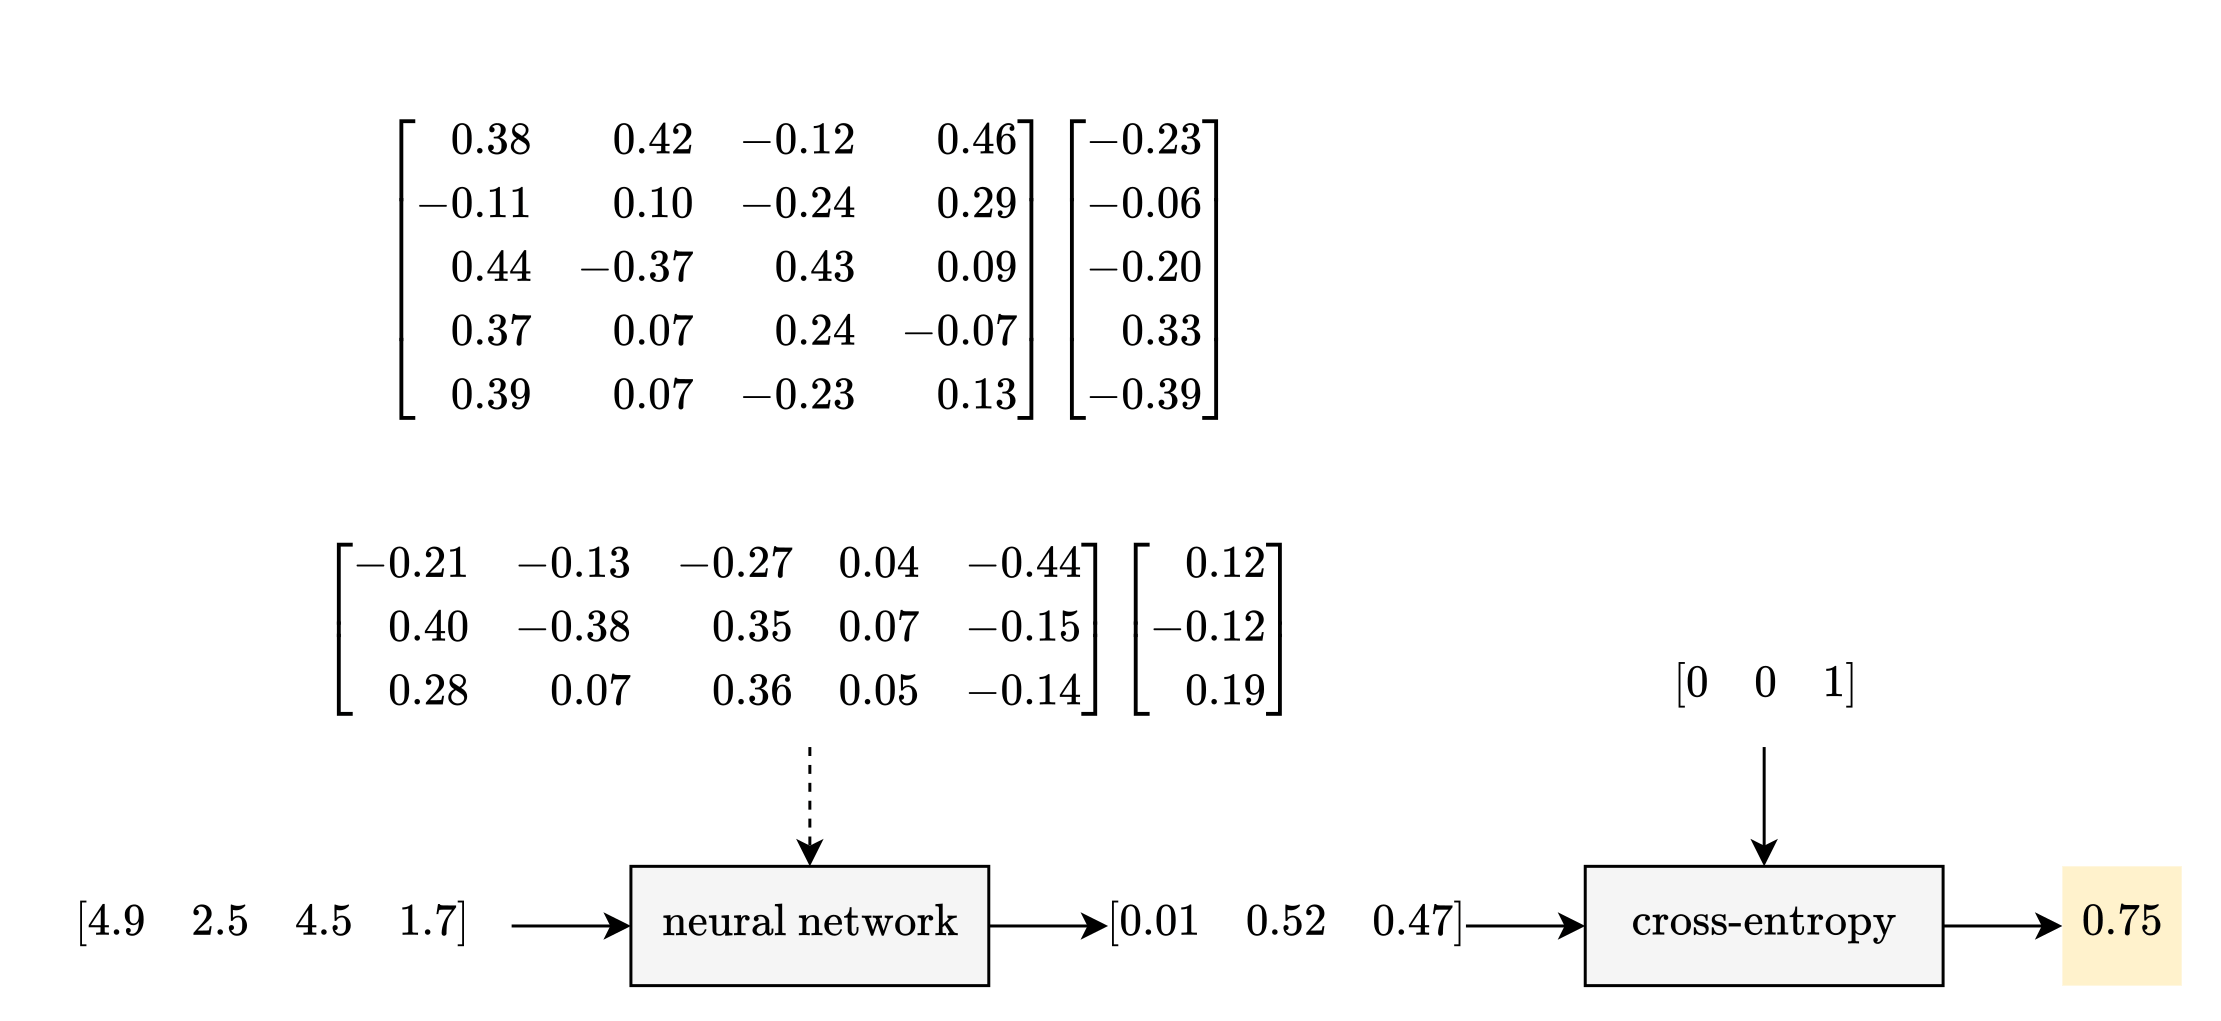 [ 0.38 0.42 −0.12 0.46 ] [ −0.23 ]
[ −0.11 0.10 −0.24 0.29 ] [ −0.06 ]
[ 0.44 −0.37 0.43 0.09 ] [ −0.20 ]
[ 0.37 0.07 0.24 −0.07 ] [ 0.33 ]
[ 0.39 0.07 −0.23 0.13 ] [ −0.39 ]
[ −0.21 −0.13 −0.27 0.04 −0.44 ] [ 0.12 ]
[ 0.40 −0.38 0.35 0.07 −0.15 ] [ −0.12 ]
[ 0.28 0.07 0.36 0.05 −0.14 ] [ 0.19 ]
[0 0 1]
[4.9 2.5 4.5 1.7] neural network [0.01 0.52 0.47] cross-entropy 0.75